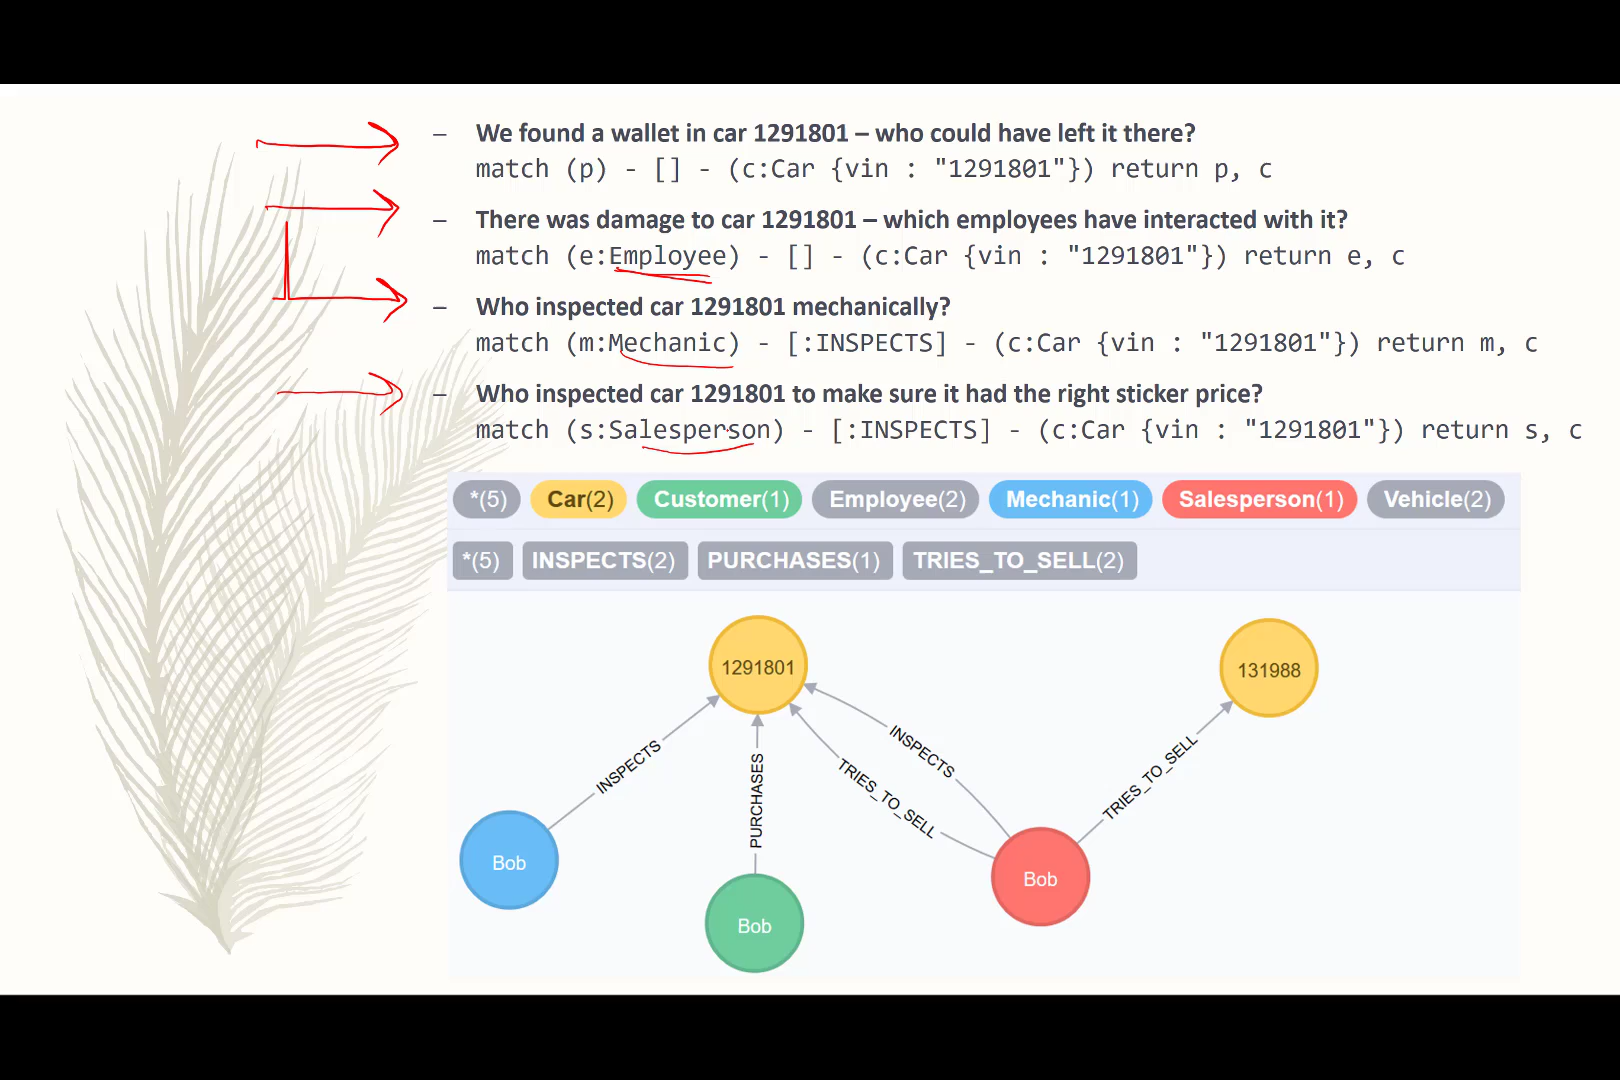 – We found a wallet in car 1291801 – who could have left it there?
match (p) - [] - (c:Car {vin : "1291801"}) return p, c
– There was damage to car 1291801 – which employees have interacted with it?
match (e:Employee) - [] - (c:Car {vin : "1291801"}) return e, c
– Who inspected car 1291801 mechanically?
match (m:Mechanic) - [:INSPECTS] - (c:Car {vin : "1291801"}) return m, c
– Who inspected car 1291801 to make sure it had the right sticker price?
match (s:Salesperson) - [:INSPECTS] - (c:Car {vin : "1291801"}) return s, c
*(5) Car(2) Customer(1) Employee(2) Mechanic(1) Salesperson(1) Vehicle(2)
*(5) INSPECTS(2) PURCHASES(1) TRIES_TO_SELL(2)
1291801
131988
INSPECTS
PURCHASES
TRIES_TO_SELL
INSPECTS
TRIES_TO_SELL
Bob
Bob
Bob